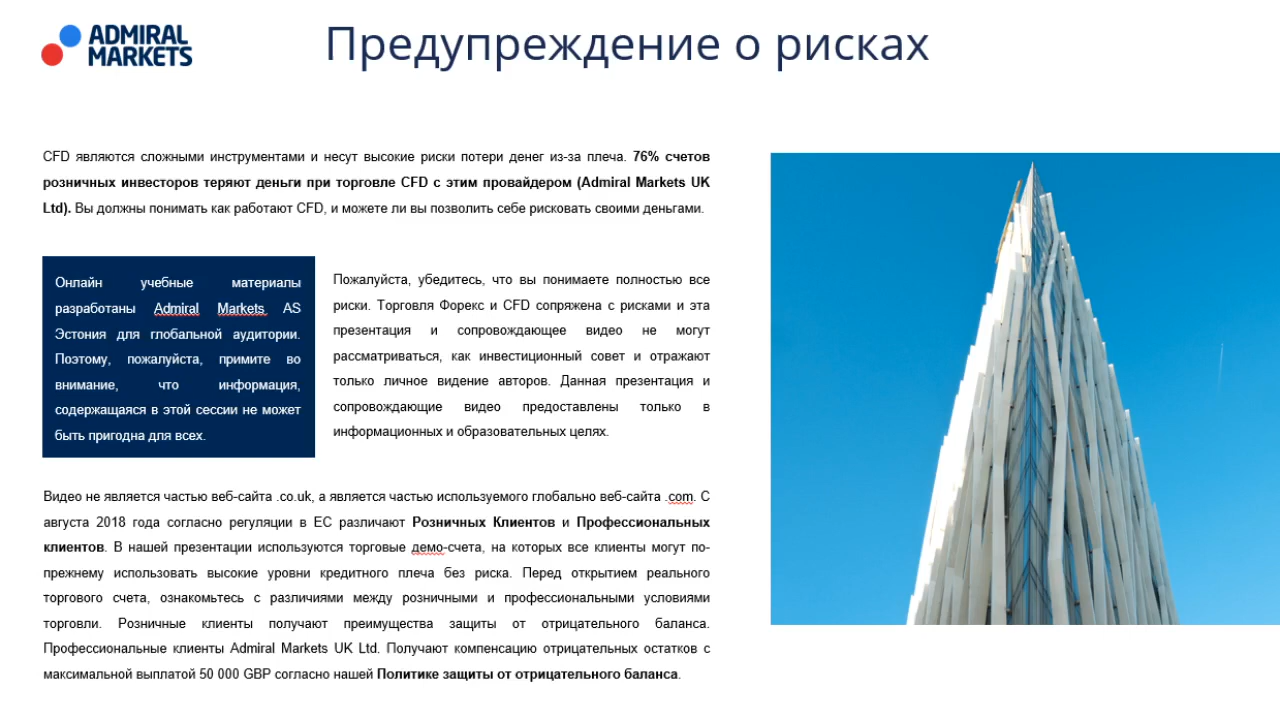 ADMIRAL
MARKETS
Предупреждение о рисках
CFD являются сложными инструментами и несут высокие риски потери денег из-за плеча. 76% счетов
розничных инвесторов теряют деньги при торговле CFD с этим провайдером (Admiral Markets UK
Ltd). Вы должны понимать как работают CFD, и можете ли вы позволить себе рисковать своими деньгами.
Онлайн учебные материалы
разработаны Admiral Markets AS
Эстония для глобальной аудитории.
Поэтому, пожалуйста, примите во
внимание, что информация,
содержащаяся в этой сессии не может
быть пригодна для всех.
Пожалуйста, убедитесь, что вы понимаете полностью все
риски. Торговля Форекс и CFD сопряжена с рисками и эта
презентация и сопровождающее видео не могут
рассматриваться, как инвестиционный совет и отражают
только личное видение авторов. Данная презентация и
сопровождающие видео предоставлены только в
информационных и образовательных целях.
Видео не является частью веб-сайта .co.uk, а является частью используемого глобально веб-сайта .com. С
августа 2018 года согласно регуляции в ЕС различают Розничных Клиентов и Профессиональных
клиентов. В нашей презентации используются торговые демо-счета, на которых все клиенты могут по-
прежнему использовать высокие уровни кредитного плеча без риска. Перед открытием реального
торгового счета, ознакомьтесь с различиями между розничными и профессиональными условиями
торговли. Розничные клиенты получают преимущества защиты от отрицательного баланса.
Профессиональные клиенты Admiral Markets UK Ltd. Получают компенсацию отрицательных остатков с
максимальной выплатой 50 000 GBP согласно нашей Политике защиты от отрицательного баланса.